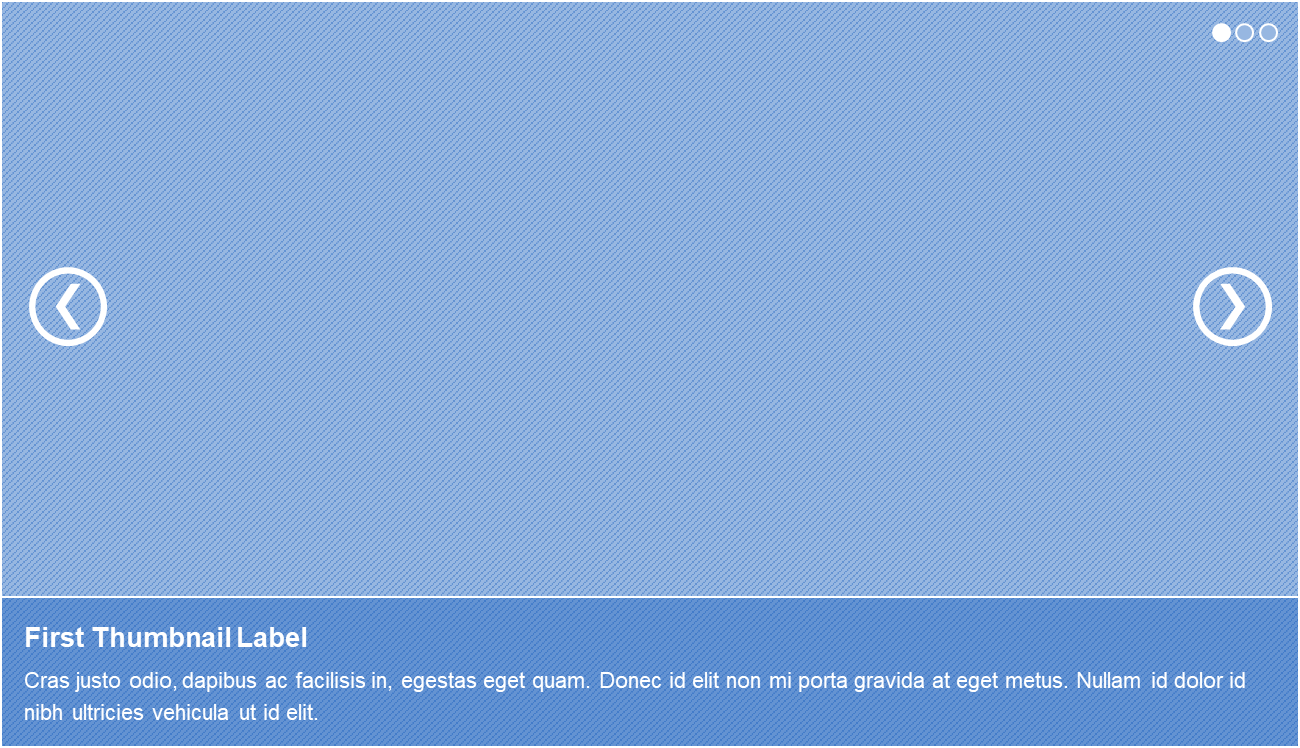 First Thumbnail Label
Cras justo odio, dapibus ac facilisis in, egestas eget quam. Donec id elit non mi porta gravida at eget metus. Nullam id dolor id
nibh ultricies vehicula ut id elit.